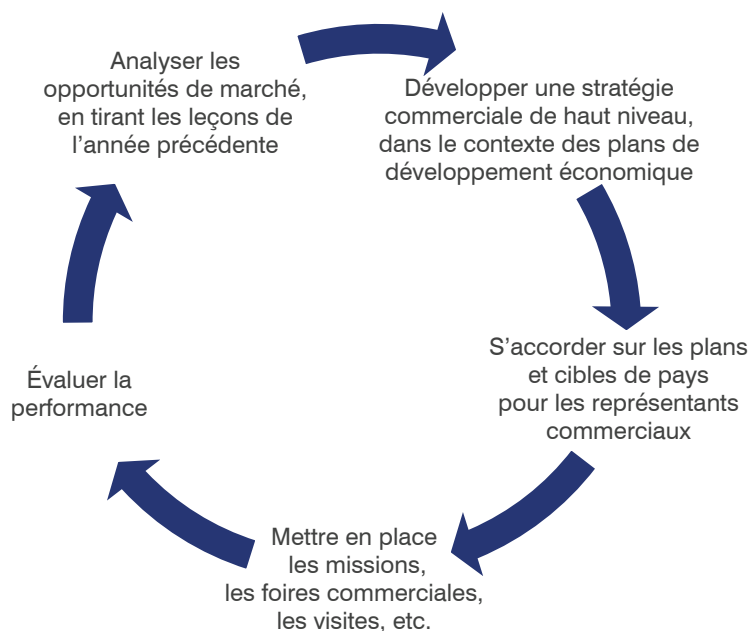 Analyser les
opportunités de marché,
en tirant les leçons de
l’année précédente
Développer une stratégie
commerciale de haut niveau,
dans le contexte des plans de
développement économique
S’accorder sur les plans
et cibles de pays
pour les représentants
commerciaux
Mettre en place
les missions,
les foires commerciales,
les visites, etc.
Évaluer la
performance